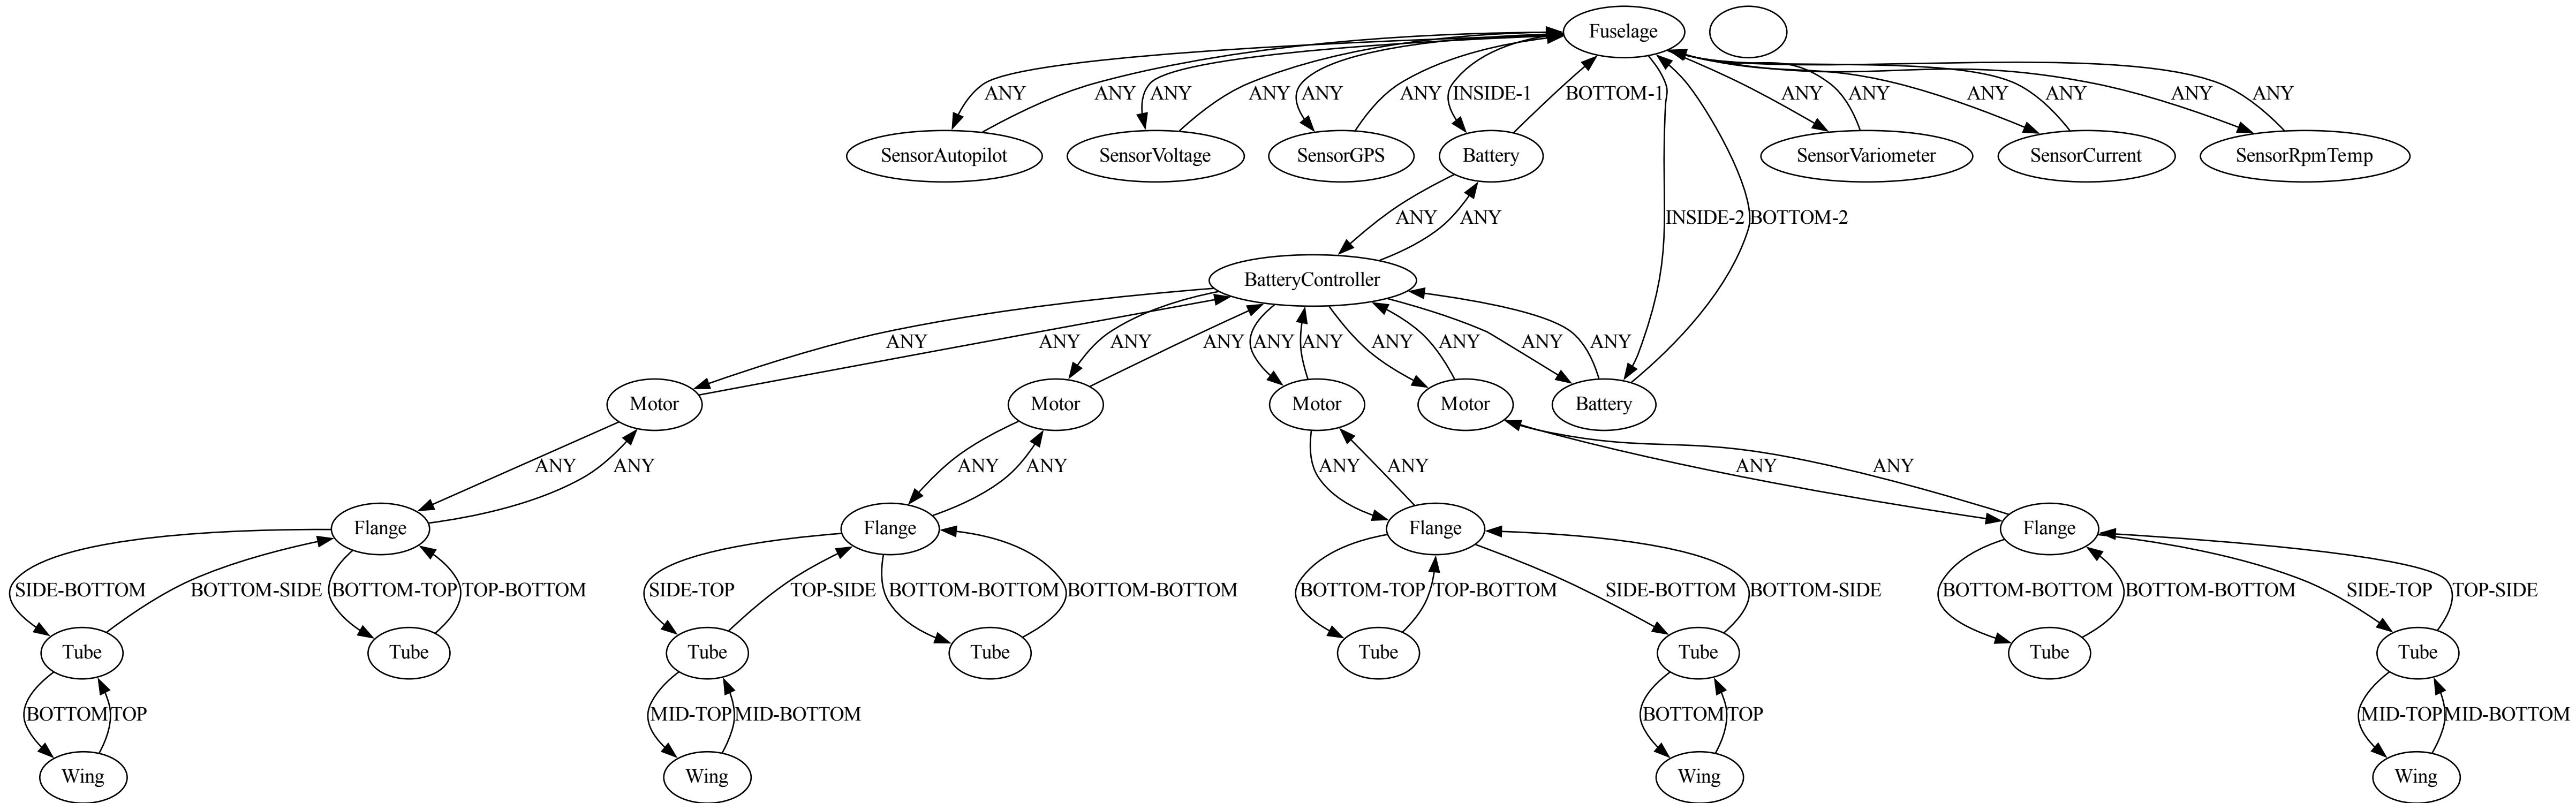 Fuselage
ANY ANY ANY ANY ANY ANY INSIDE-1 BOTTOM-1 ANY ANY ANY ANY ANY ANY
SensorAutopilot SensorVoltage SensorGPS Battery SensorVariometer SensorCurrent SensorRpmTemp
ANY ANY INSIDE-2 BOTTOM-2
BatteryController
ANY ANY ANY ANY ANY ANY ANY ANY ANY ANY
Motor Motor Motor Motor Battery
ANY ANY ANY ANY ANY ANY ANY ANY
Flange Flange Flange Flange
SIDE-BOTTOM BOTTOM-SIDE BOTTOM-TOP TOP-BOTTOM SIDE-TOP TOP-SIDE BOTTOM-BOTTOM BOTTOM-BOTTOM BOTTOM-TOP TOP-BOTTOM SIDE-BOTTOM BOTTOM-SIDE BOTTOM-BOTTOM BOTTOM-BOTTOM SIDE-TOP TOP-SIDE
Tube Tube Tube Tube Tube Tube Tube Tube
BOTTOM TOP MID-TOP MID-BOTTOM BOTTOM TOP MID-TOP MID-BOTTOM
Wing Wing Wing Wing